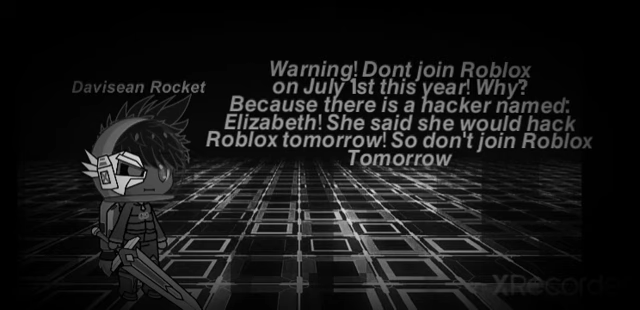 Davisean Rocket
Warning! Dont join Roblox
on July 1st this year! Why?
Because there is a hacker named:
Elizabeth! She said she would hack
Roblox tomorrow! So don't join Roblox
Tomorrow
XRecorder